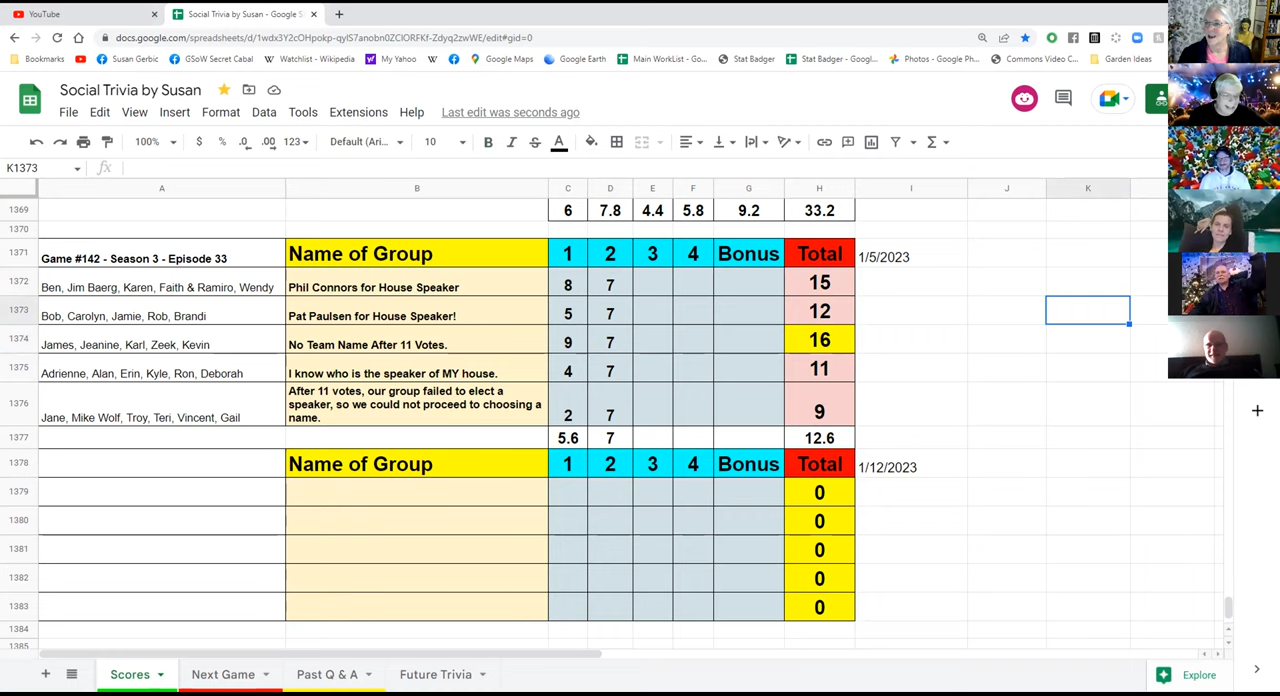 YouTube
Social Trivia by Susan - Google S
docs.google.com/spreadsheets/d/1wdx3Y2cOHpokp-qylS7anobn0ZClORFKf-Zdyq2zwWE/edit#gid=0
Bookmarks Susan Gerbic GSoW Secret Cabal Watchlist - Wikipedia My Yahoo Google Maps Google Earth Main WorkList - Go... Stat Badger Stat Badger - Googl... Photos - Google Ph... Commons Video C... Garden Ideas
Social Trivia by Susan
File Edit View Insert Format Data Tools Extensions Help Last edit was seconds ago
100% $ % .0 .00 123 Default (Ari... 10 B I S A
K1373 fx
A B C D E F G H I J K
1369 6 7.8 4.4 5.8 9.2 33.2
1370
1371 Game #142 - Season 3 - Episode 33 Name of Group 1 2 3 4 Bonus Total 1/5/2023
1372 Ben, Jim Baerg, Karen, Faith & Ramiro, Wendy Phil Connors for House Speaker 8 7 15
1373 Bob, Carolyn, Jamie, Rob, Brandi Pat Paulsen for House Speaker! 5 7 12
1374 James, Jeanine, Karl, Zeek, Kevin No Team Name After 11 Votes. 9 7 16
1375 Adrienne, Alan, Erin, Kyle, Ron, Deborah I know who is the speaker of MY house. 4 7 11
After 11 votes, our group failed to elect a
speaker, so we could not proceed to choosing a
1376 Jane, Mike Wolf, Troy, Teri, Vincent, Gail name. 2 7 9
1377 5.6 7 12.6
1378 Name of Group 1 2 3 4 Bonus Total 1/12/2023
1379 0
1380 0
1381 0
1382 0
1383 0
1384
1385
Scores Next Game Past Q & A Future Trivia Explore